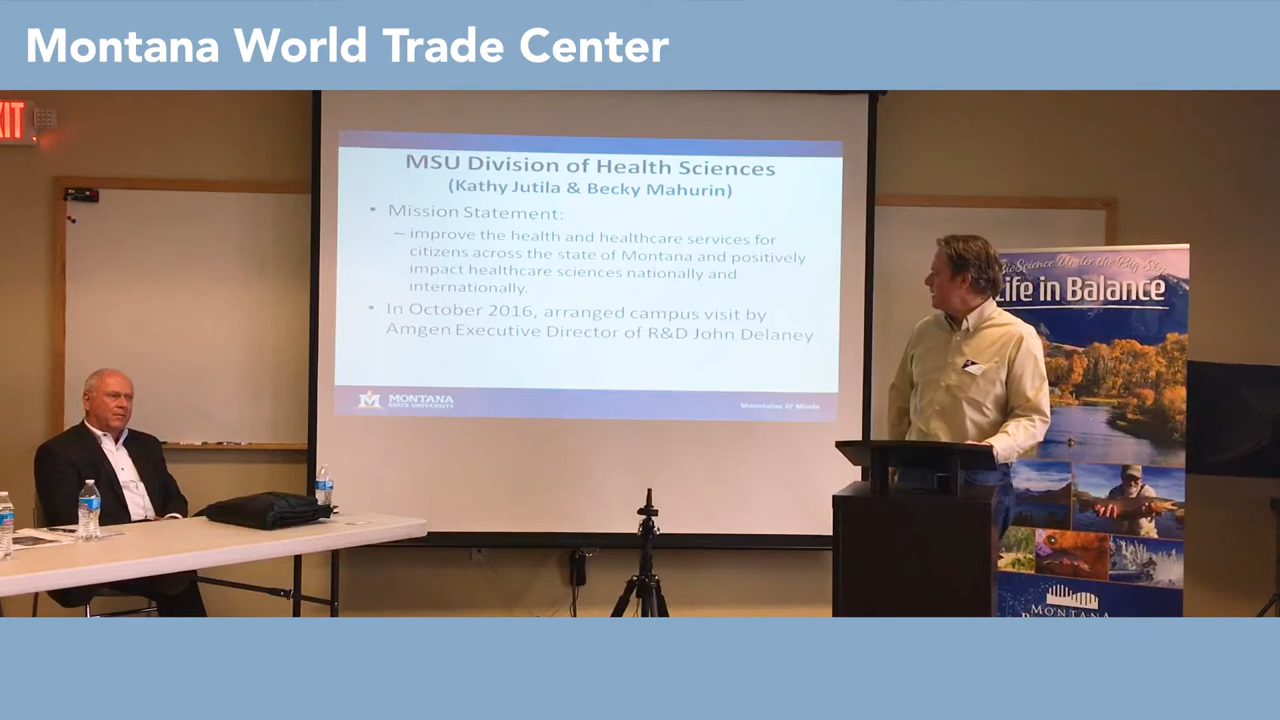 Montana World Trade Center
EXIT
MSU Division of Health Sciences
(Kathy Jutila & Becky Mahurin)
• Mission Statement:
– improve the health and healthcare services for
citizens across the state of Montana and positively
impact healthcare sciences nationally and
internationally.
• In October 2016, arranged campus visit by
Amgen Executive Director of R&D John Delaney
M MONTANA
STATE UNIVERSITY
Mountains & Minds
BioScience Under the Big Sky
Life in Balance
MONTANA